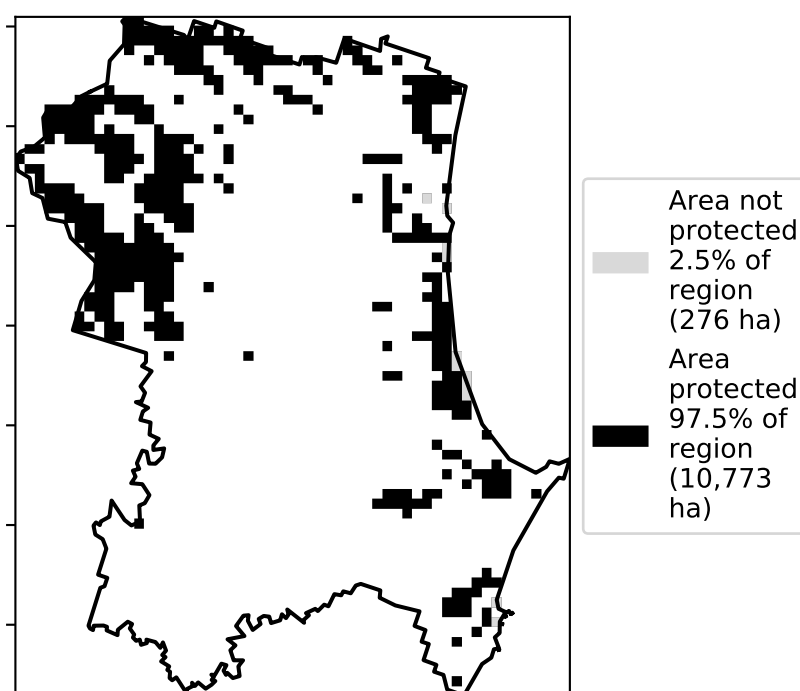 Area not
protected
2.5% of
region
(276 ha)
Area
protected
97.5% of
region
(10,773
ha)